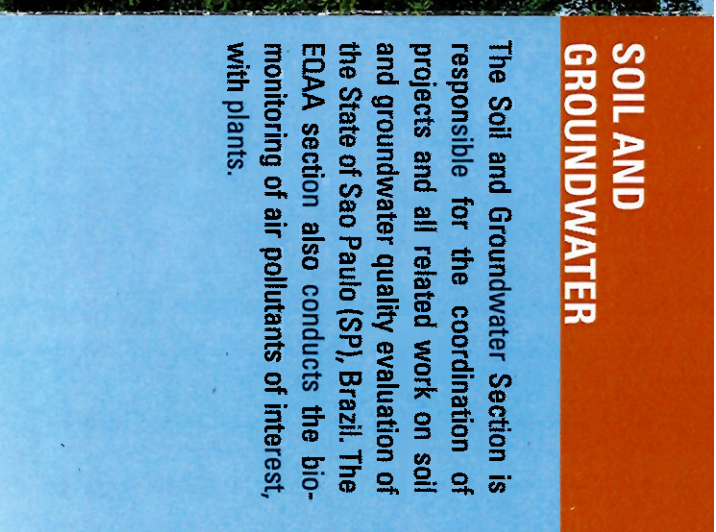 SOIL AND
GROUNDWATER
The Soil and Groundwater Section is
responsible for the coordination of
projects and all related work on soil
and groundwater quality evaluation of
the State of Sao Paulo (SP), Brazil. The
EQAA section also conducts the bio-
monitoring of air pollutants of interest,
with plants.